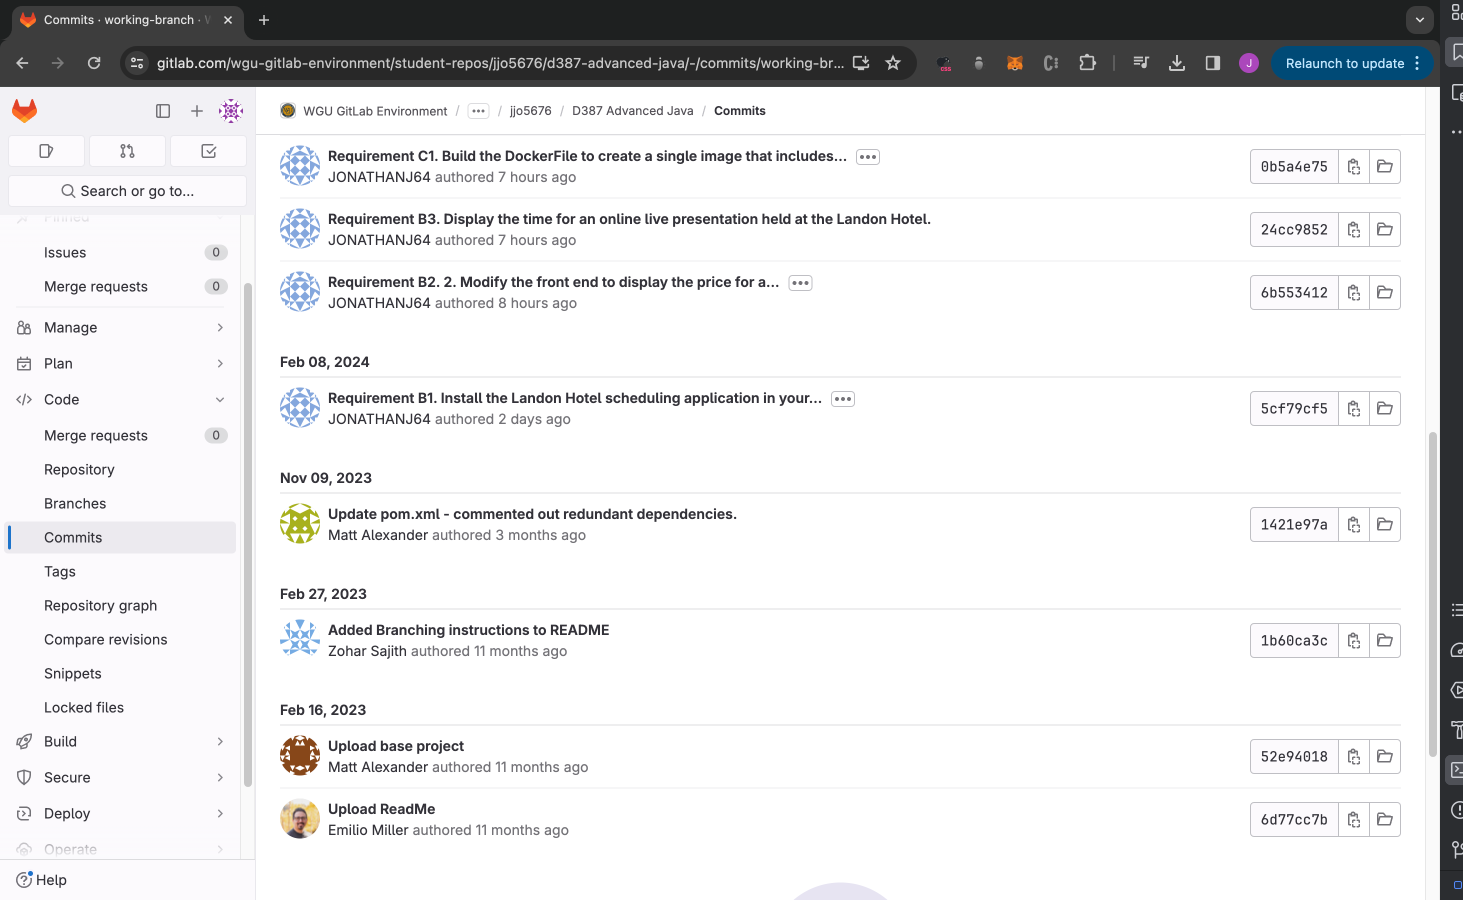 Commits · working-branch ·
gitlab.com/wgu-gitlab-environment/student-repos/jjo5676/d387-advanced-java/-/commits/working-br...
css
J
Relaunch to update
WGU GitLab Environment / ... / jjo5676 / D387 Advanced Java / Commits
Search or go to...
Pinned
Issues 0
Merge requests 0
Manage
Plan
Code
Merge requests 0
Repository
Branches
Commits
Tags
Repository graph
Compare revisions
Snippets
Locked files
Build
Secure
Deploy
Operate
Help
Requirement C1. Build the DockerFile to create a single image that includes... ...
JONATHANJ64 authored 7 hours ago
0b5a4e75
Requirement B3. Display the time for an online live presentation held at the Landon Hotel.
JONATHANJ64 authored 7 hours ago
24cc9852
Requirement B2. 2. Modify the front end to display the price for a... ...
JONATHANJ64 authored 8 hours ago
6b553412
Feb 08, 2024
Requirement B1. Install the Landon Hotel scheduling application in your... ...
JONATHANJ64 authored 2 days ago
5cf79cf5
Nov 09, 2023
Update pom.xml - commented out redundant dependencies.
Matt Alexander authored 3 months ago
1421e97a
Feb 27, 2023
Added Branching instructions to README
Zohar Sajith authored 11 months ago
1b60ca3c
Feb 16, 2023
Upload base project
Matt Alexander authored 11 months ago
52e94018
Upload ReadMe
Emilio Miller authored 11 months ago
6d77cc7b